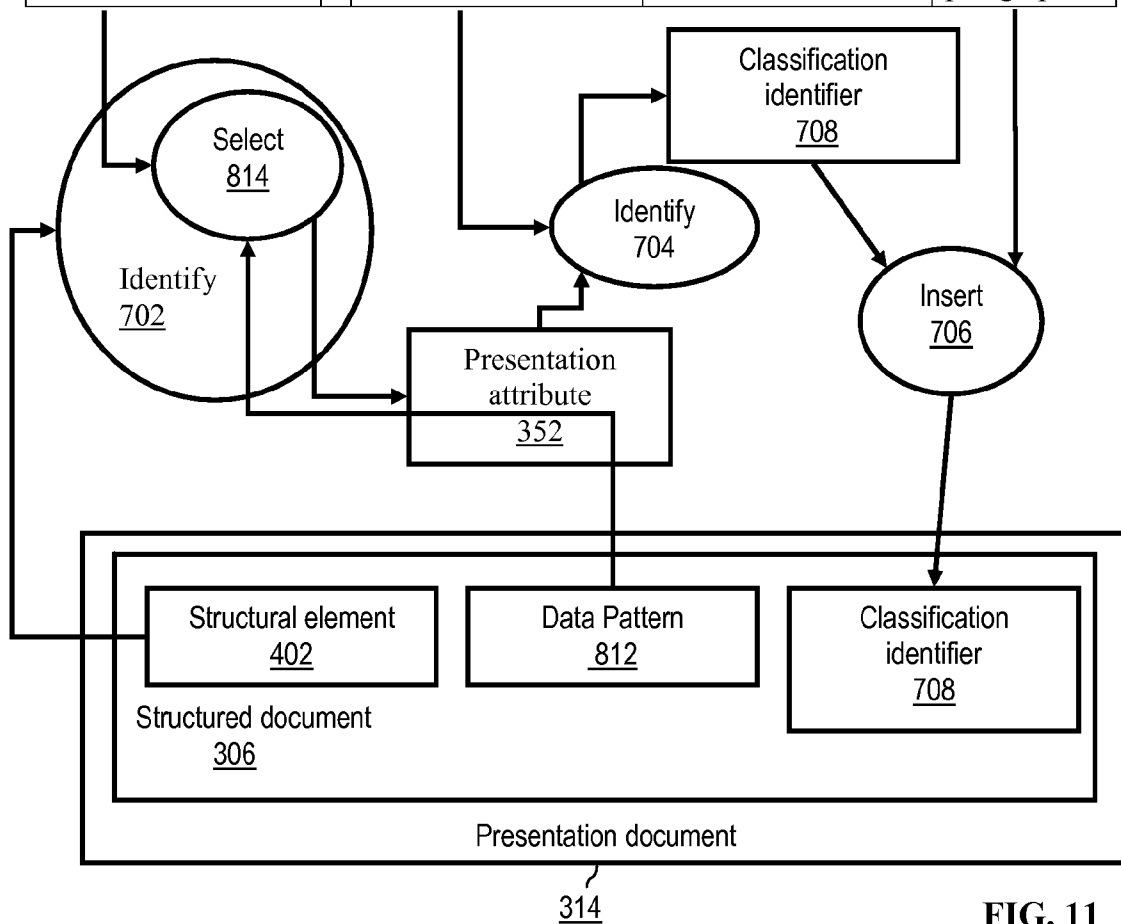 Classification
identifier
708
Select
814
Identify
704
Identify
702
Insert
706
Presentation
attribute
352
Structural element
402
Data Pattern
812
Classification
identifier
708
Structured document
306
Presentation document
314
FIG. 11